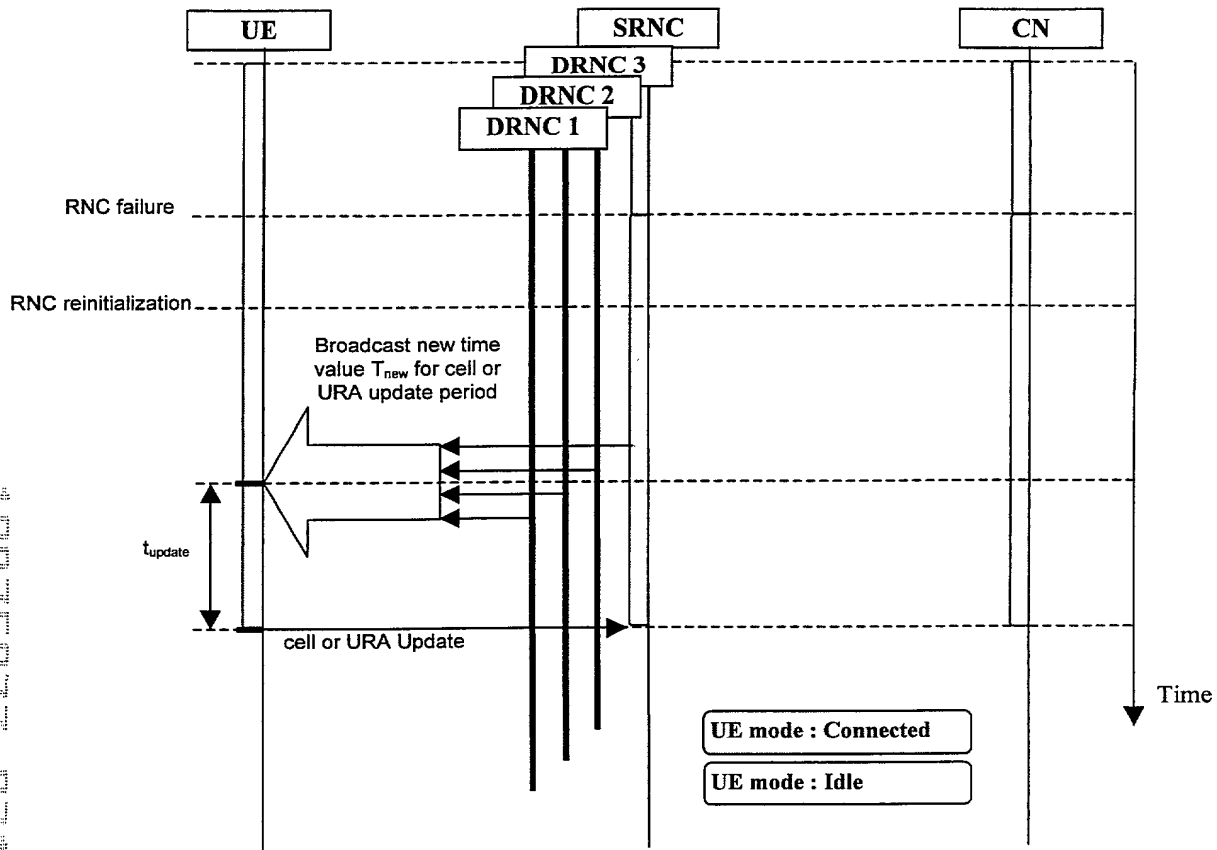 UE
SRNC
CN
DRNC 3
DRNC 2
DRNC 1
RNC failure
RNC reinitialization
Broadcast new time
value Tnew for cell or
URA update period
tupdate
cell or URA Update
Time
UE mode : Connected
UE mode : Idle